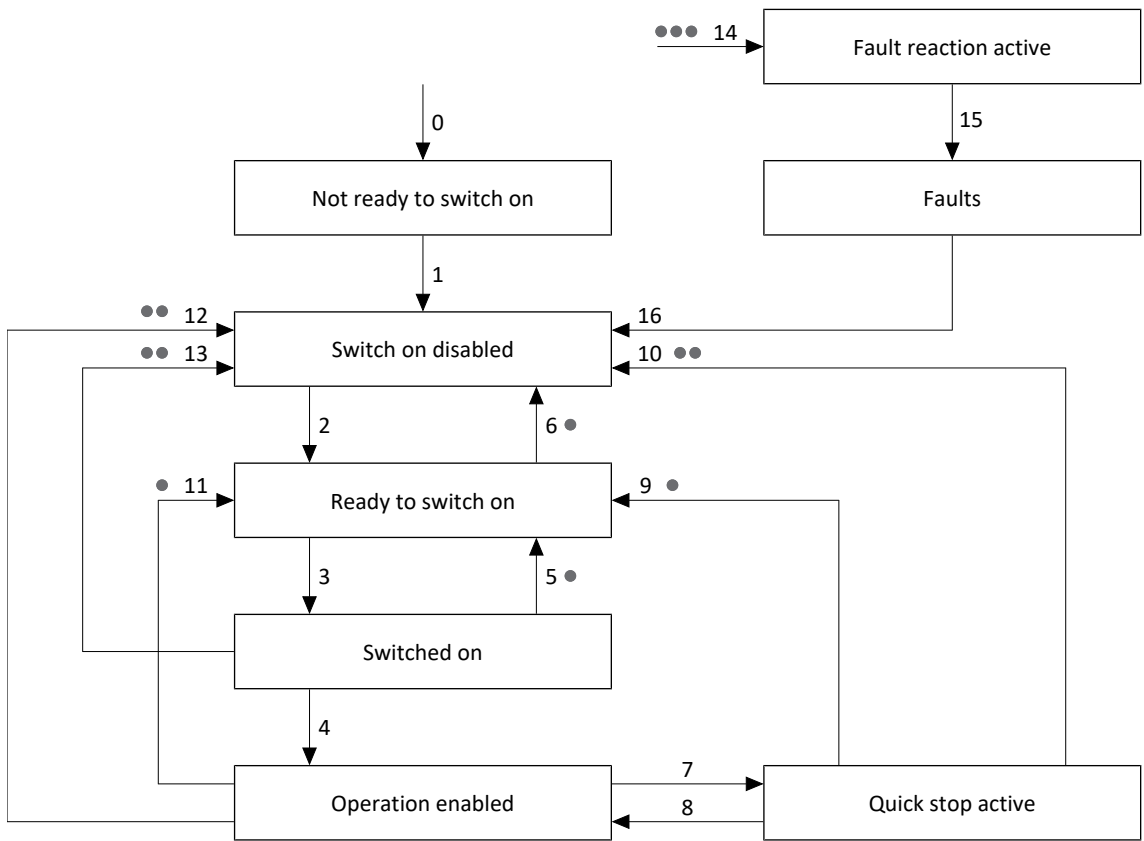 14
Fault reaction active
0
15
Not ready to switch on
Faults
1
12
16
13
Switch on disabled
10
2
6
11
Ready to switch on
9
3
5
Switched on
4
7
Operation enabled
8
Quick stop active